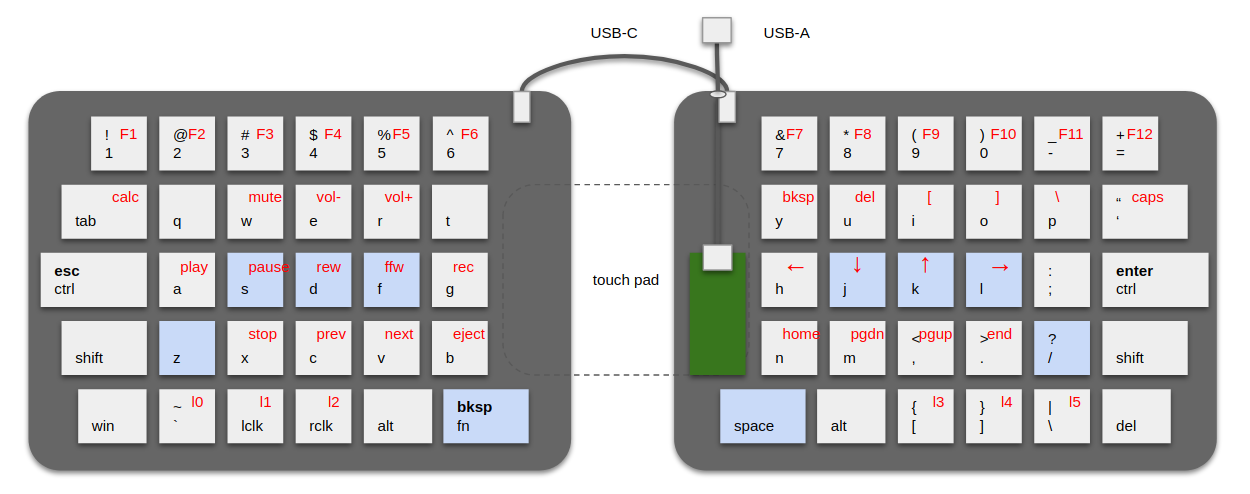 USB-C USB-A
! F1 @ F2 # F3 $ F4 % F5 ^ F6 & F7 * F8 ( F9 ) F10 _ F11 + F12
1 2 3 4 5 6 7 8 9 0 - =
calc mute vol- vol+ bksp del [ ] \ “ caps
tab q w e r t y u i o p ‘
esc play pause rew ffw rec ← ↓ ↑ → : enter
ctrl a s d f g touch pad h j k l ; ctrl
stop prev next eject home pgdn < pgup > end ?
shift z x c v b n m , . / shift
~ l0 l1 l2 bksp { l3 } l4 | l5
win ` lclk rclk alt fn space alt [ ] \ del